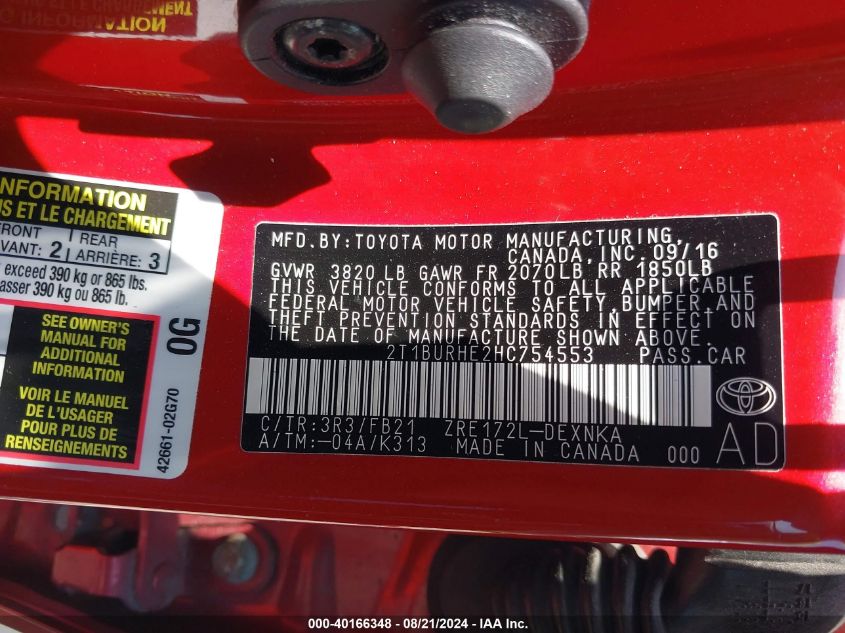 G INFORMATION
NFORMATION
S ET LE CHARGEMENT
FRONT
VANT: 2
REAR
ARRIÈRE: 3
exceed 390 kg or 865 lbs.
passer 390 kg ou 865 lb.
SEE OWNER'S
MANUAL FOR
ADDITIONAL
INFORMATION
VOIR LE MANUEL
DE L'USAGER
POUR PLUS DE
RENSEIGNEMENTS
0G
42661-02G70
MFD.BY:TOYOTA MOTOR MANUFACTURING,
CANADA, INC. 09/16
GVWR 3820 LB GAWR FR 2070LB RR 1850LB
THIS VEHICLE CONFORMS TO ALL APPLICABLE
FEDERAL MOTOR VEHICLE SAFETY, BUMPER, AND
THEFT PREVENTION STANDARDS IN EFFECT ON
THE DATE OF MANUFACTURE SHOWN ABOVE.
2T1BURHE2HC754553 PASS.CAR
C/TR:3R3/FB21 ZRE172L-DEXNKA
A/TM:-04A/K313 MADE IN CANADA 000
AD
TOYOTA
000-40166348 - 08/21/2024 - IAA Inc.